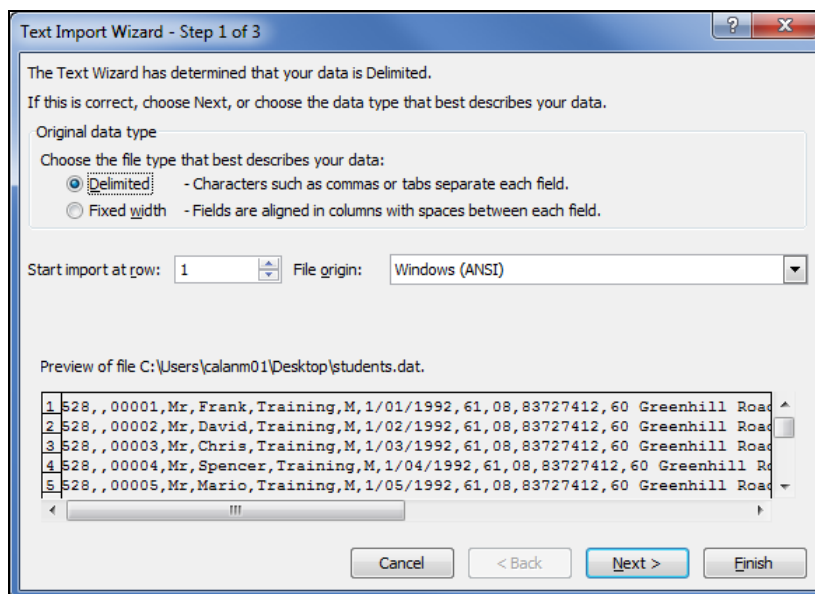 Text Import Wizard - Step 1 of 3
The Text Wizard has determined that your data is Delimited.
If this is correct, choose Next, or choose the data type that best describes your data.
Original data type
Choose the file type that best describes your data:
Delimited - Characters such as commas or tabs separate each field.
Fixed width - Fields are aligned in columns with spaces between each field.
Start import at row: 1 File origin: Windows (ANSI)
Preview of file C:\Users\calanm01\Desktop\students.dat.
1 528,,00001,Mr,Frank,Training,M,1/01/1992,61,08,83727412,60 Greenhill Road
2 528,,00002,Mr,David,Training,M,1/02/1992,61,08,83727412,60 Greenhill Road
3 528,,00003,Mr,Chris,Training,M,1/03/1992,61,08,83727412,60 Greenhill Road
4 528,,00004,Mr,Spencer,Training,M,1/04/1992,61,08,83727412,60 Greenhill Ro
5 528,,00005,Mr,Mario,Training,M,1/05/1992,61,08,83727412,60 Greenhill Road
Cancel < Back Next > Finish